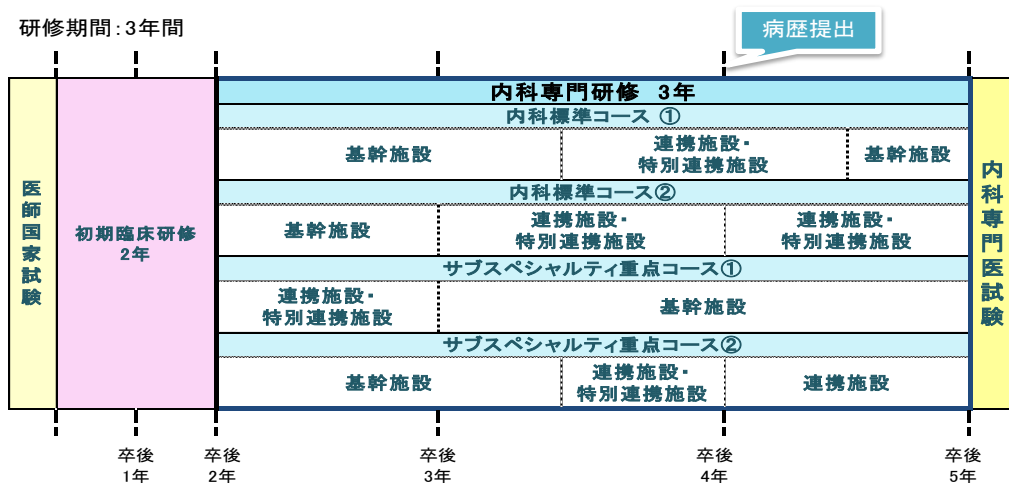 研修期間：3年間
病歴提出
医師国家試験
初期臨床研修
2年
内科専門研修　3年
内科標準コース ①
基幹施設
連携施設・
特別連携施設
基幹施設
内科標準コース②
基幹施設
連携施設・
特別連携施設
連携施設・
特別連携施設
サブスペシャルティ重点コース①
連携施設・
特別連携施設
基幹施設
サブスペシャルティ重点コース②
基幹施設
連携施設・
特別連携施設
連携施設
内科専門医試験
卒後
1年
卒後
2年
卒後
3年
卒後
4年
卒後
5年